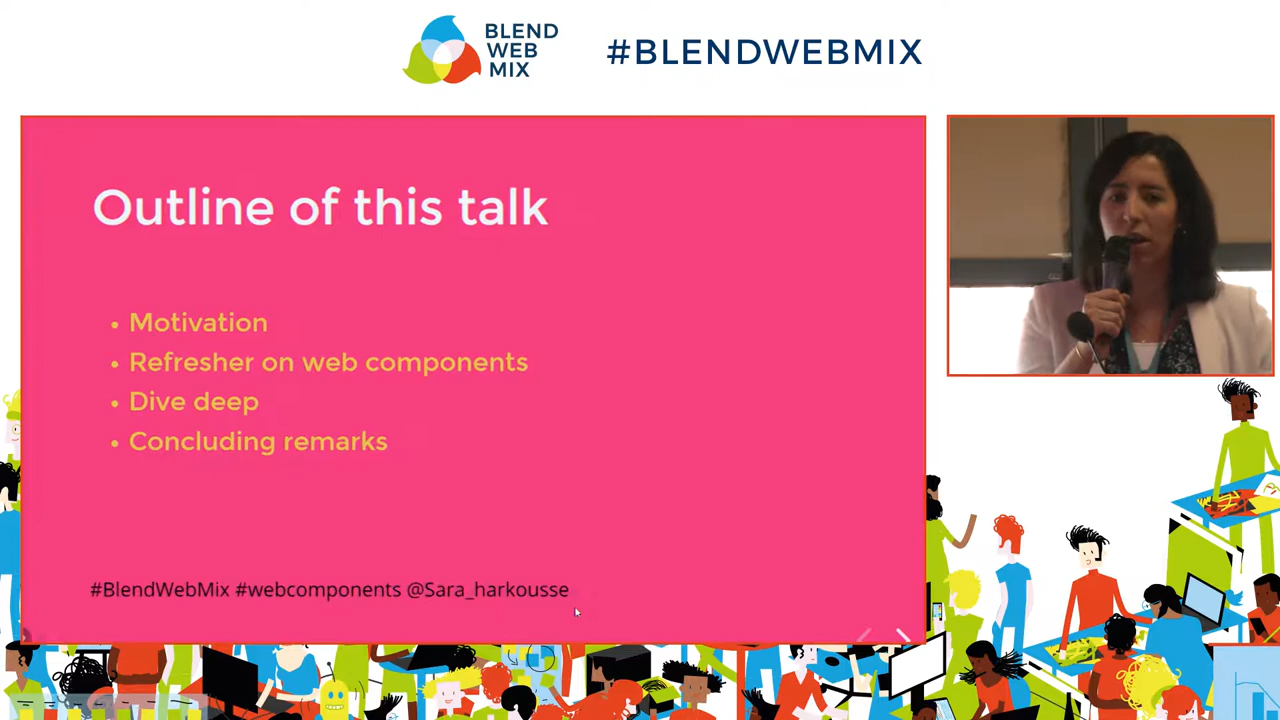 BLEND
WEB
MIX
#BLENDWEBMIX
Outline of this talk
• Motivation
• Refresher on web components
• Dive deep
• Concluding remarks
#BlendWebMix #webcomponents @Sara_harkousse